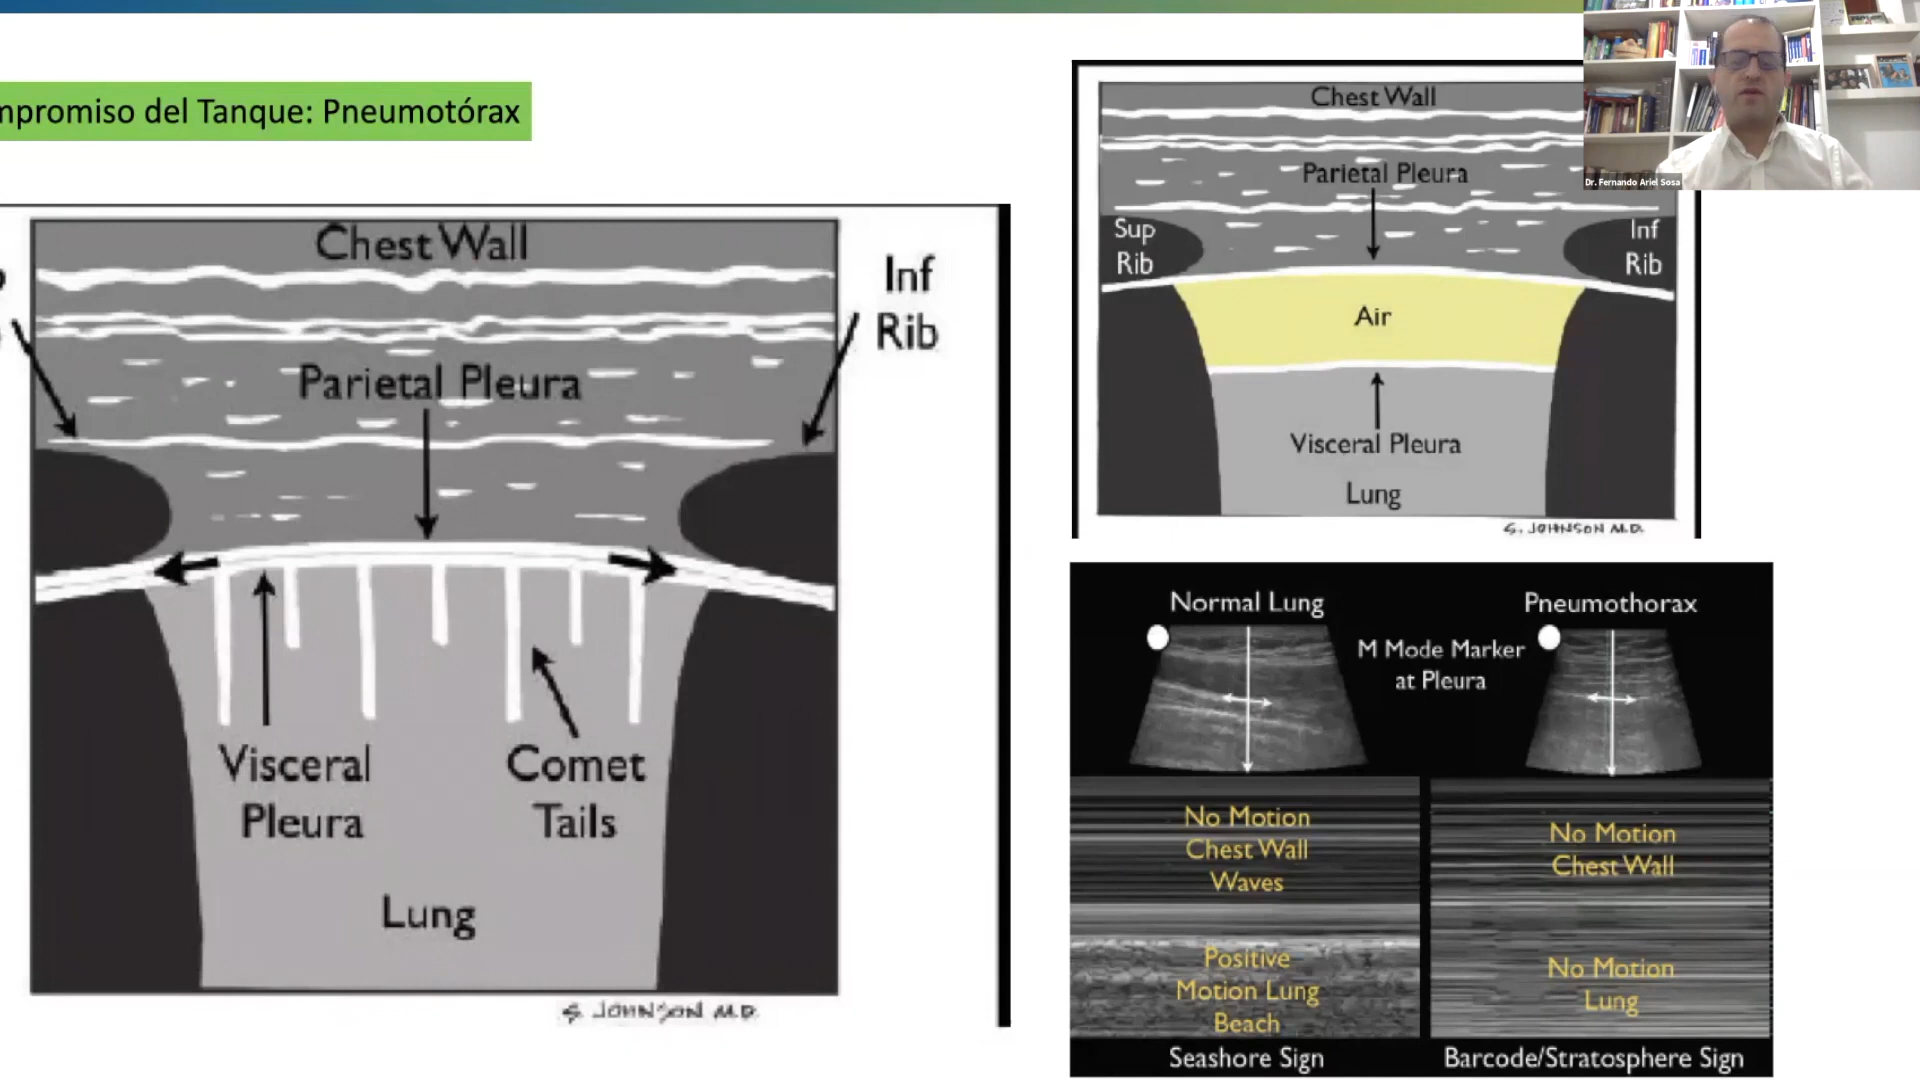 mpromiso del Tanque: Pneumotórax
Chest Wall
Inf
Rib
Parietal Pleura
Visceral
Pleura
Comet
Tails
Lung
S. JOHNSON M.D.
Chest Wall
Parietal Pleura
Sup
Rib
Inf
Rib
Air
Visceral Pleura
Lung
S. JOHNSON M.D.
Dr. Fernando Ariel Sosa
Normal Lung
Pneumothorax
M Mode Marker
at Pleura
No Motion
Chest Wall
Waves
Positive
Motion Lung
Beach
Seashore Sign
No Motion
Chest Wall
No Motion
Lung
Barcode/Stratosphere Sign